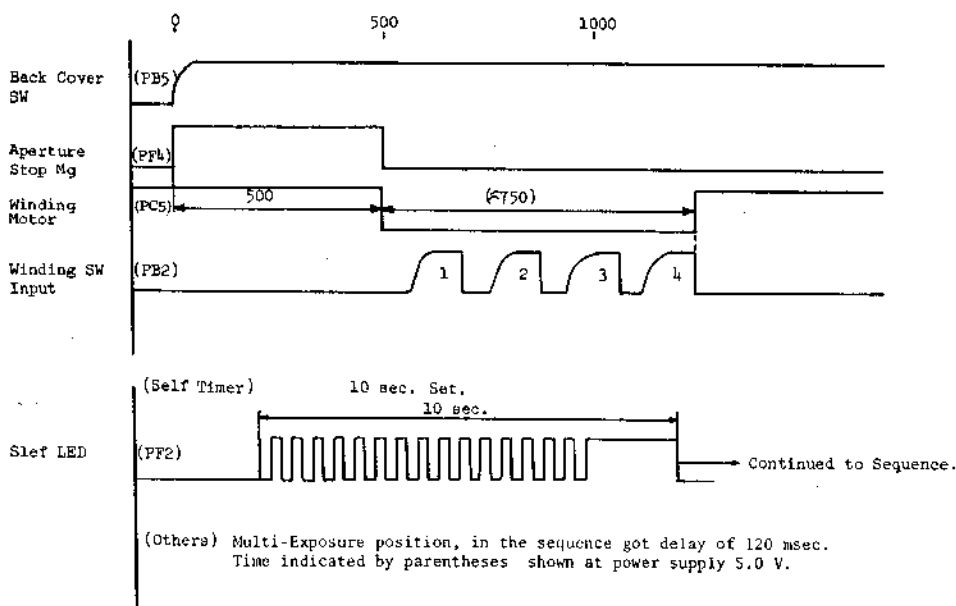 0 500 1000
Back Cover (PB5)
SW
Aperture (PF4)
Stop Mg
500 (≈750)
Winding (PC5)
Motor
Winding SW (PB2) 1 2 3 4
Input
(Self Timer) 10 sec. Set.
10 sec.
Slef LED (PF2) Continued to Sequence.
(Others) Multi-Exposure position, in the sequence got delay of 120 msec.
Time indicated by parentheses shown at power supply 5.0 V.